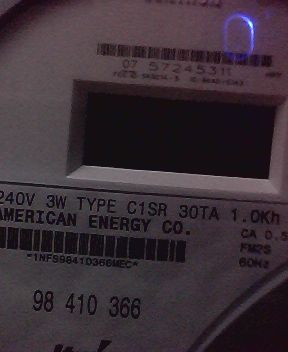 07 57245311
240V 3W TYPE C1SR 30TA 1.0Kh
AMERICAN ENERGY CO.
CA 0.5
FM2S
60Hz
*1NFS98410366MEC*
98 410 366